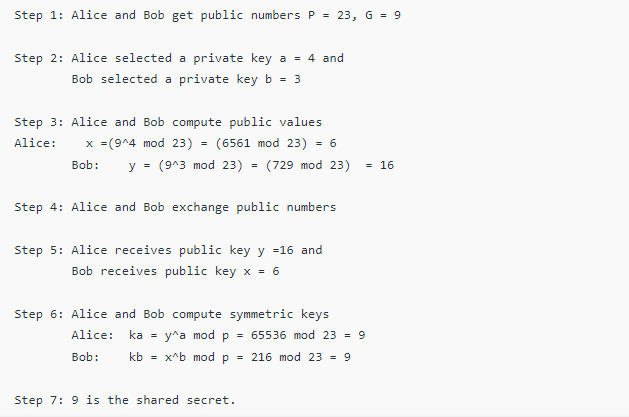 Step 1: Alice and Bob get public numbers P = 23, G = 9
Step 2: Alice selected a private key a = 4 and
Bob selected a private key b = 3
Step 3: Alice and Bob compute public values
Alice:    x =(9^4 mod 23) = (6561 mod 23) = 6
Bob:    y = (9^3 mod 23) = (729 mod 23)  = 16
Step 4: Alice and Bob exchange public numbers
Step 5: Alice receives public key y =16 and
Bob receives public key x = 6
Step 6: Alice and Bob compute symmetric keys
Alice:  ka = y^a mod p = 65536 mod 23 = 9
Bob:    kb = x^b mod p = 216 mod 23 = 9
Step 7: 9 is the shared secret.